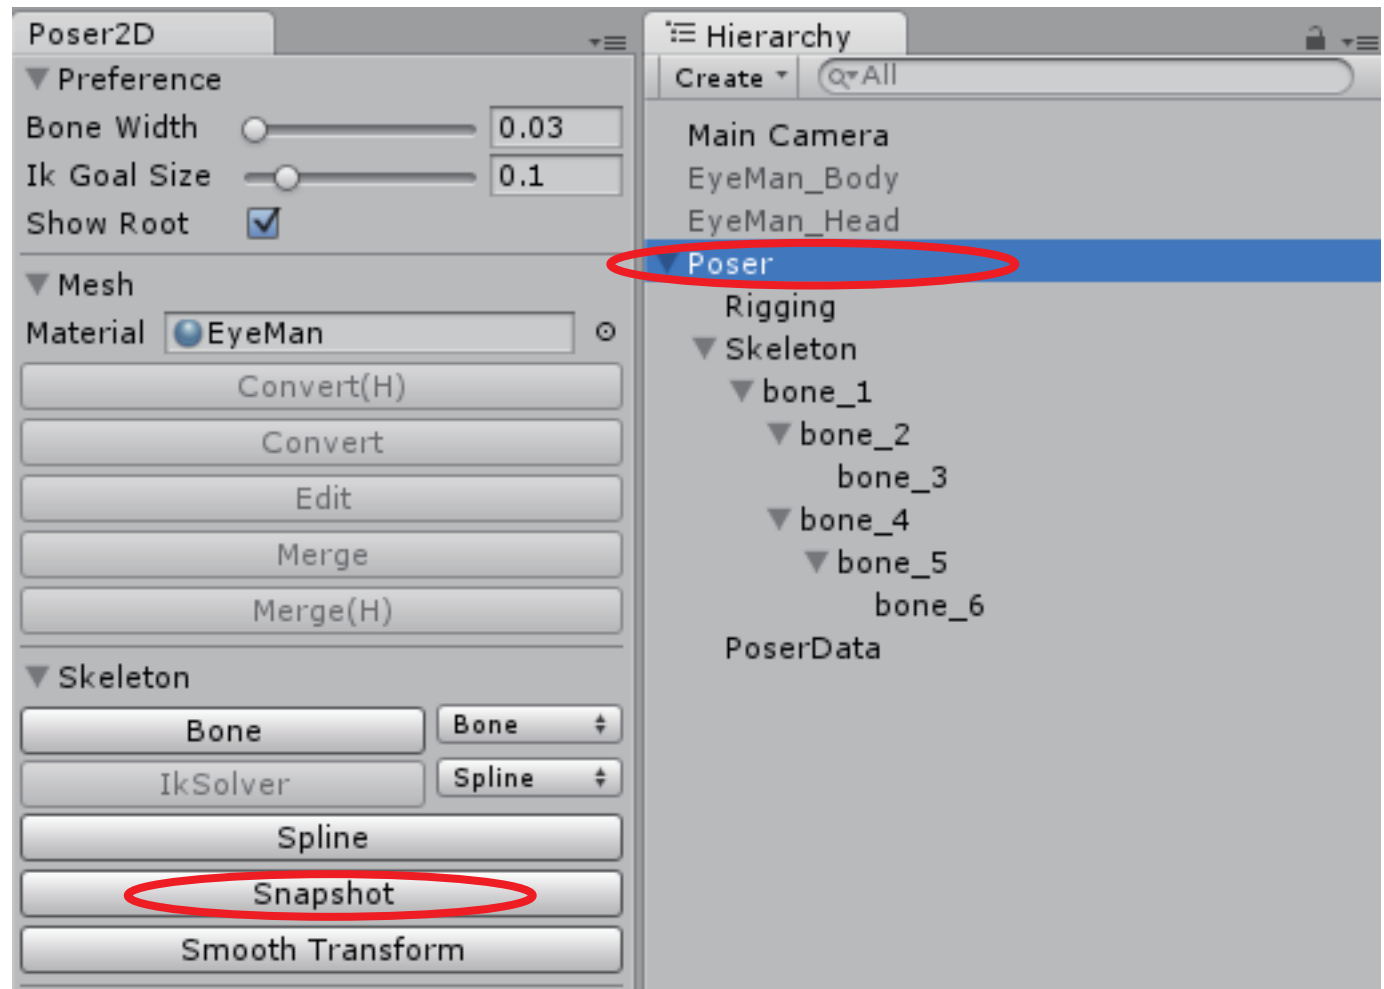 Poser2D
Preference
Bone Width 0.03
Ik Goal Size 0.1
Show Root
Mesh
Material EyeMan
Convert(H)
Convert
Edit
Merge
Merge(H)
Skeleton
Bone Bone
IkSolver Spline
Spline
Snapshot
Smooth Transform
Hierarchy
Create All
Main Camera
EyeMan_Body
EyeMan_Head
Poser
Rigging
Skeleton
bone_1
bone_2
bone_3
bone_4
bone_5
bone_6
PoserData